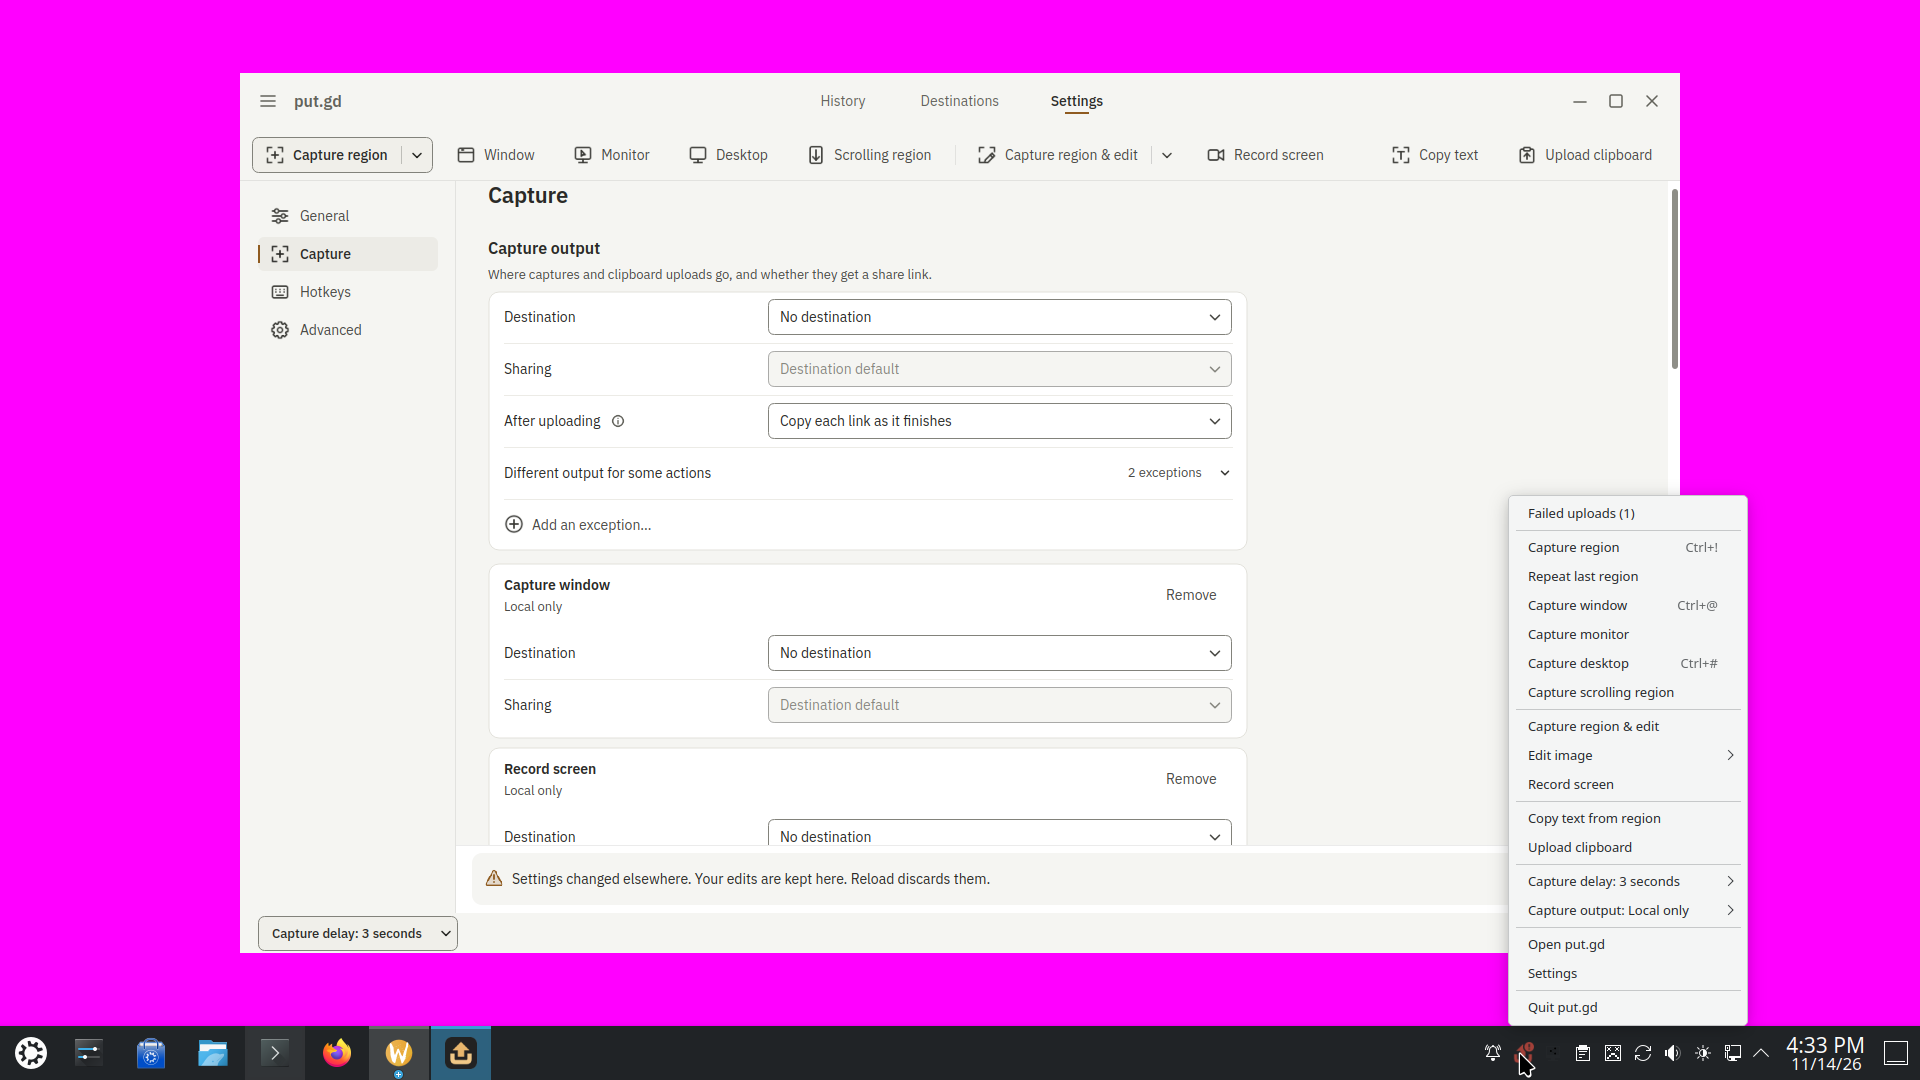 put.gd
History
Destinations
Settings
Capture region
Window
Monitor
Desktop
Scrolling region
Capture region & edit
Record screen
Copy text
Upload clipboard
General
Capture
Hotkeys
Advanced
Capture
Capture output
Where captures and clipboard uploads go, and whether they get a share link.
Destination
No destination
Sharing
Destination default
After uploading
Copy each link as it finishes
Different output for some actions
2 exceptions
Add an exception...
Capture window
Local only
Remove
Destination
No destination
Sharing
Destination default
Record screen
Local only
Remove
Destination
No destination
Settings changed elsewhere. Your edits are kept here. Reload discards them.
Capture delay: 3 seconds
Failed uploads (1)
Capture region Ctrl+!
Repeat last region
Capture window Ctrl+@
Capture monitor
Capture desktop Ctrl+#
Capture scrolling region
Capture region & edit
Edit image
Record screen
Copy text from region
Upload clipboard
Capture delay: 3 seconds
Capture output: Local only
Open put.gd
Settings
Quit put.gd
W
4:33 PM
11/14/26